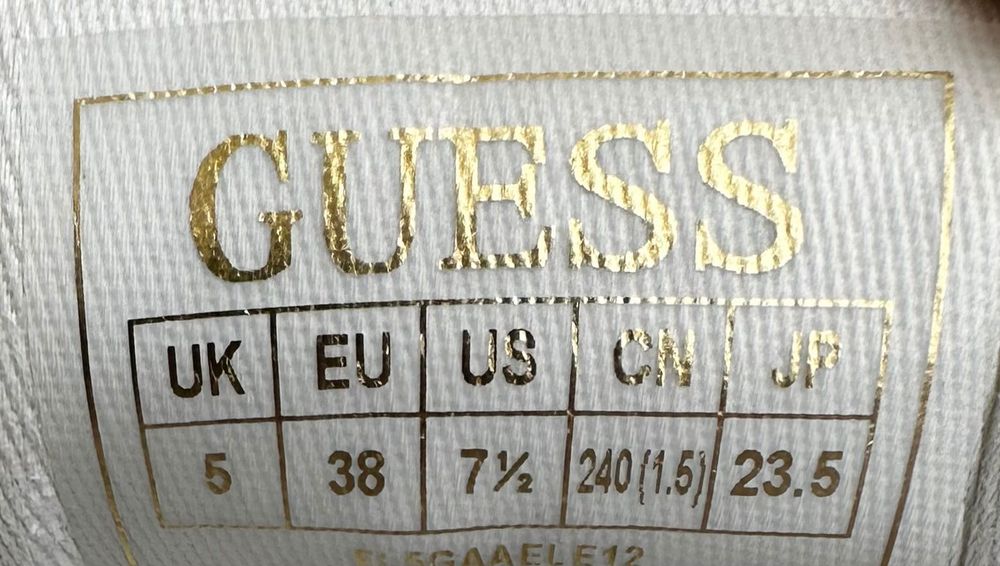 GUESS
UK EU US CN JP
5 38 7½ 240(1.5) 23.5